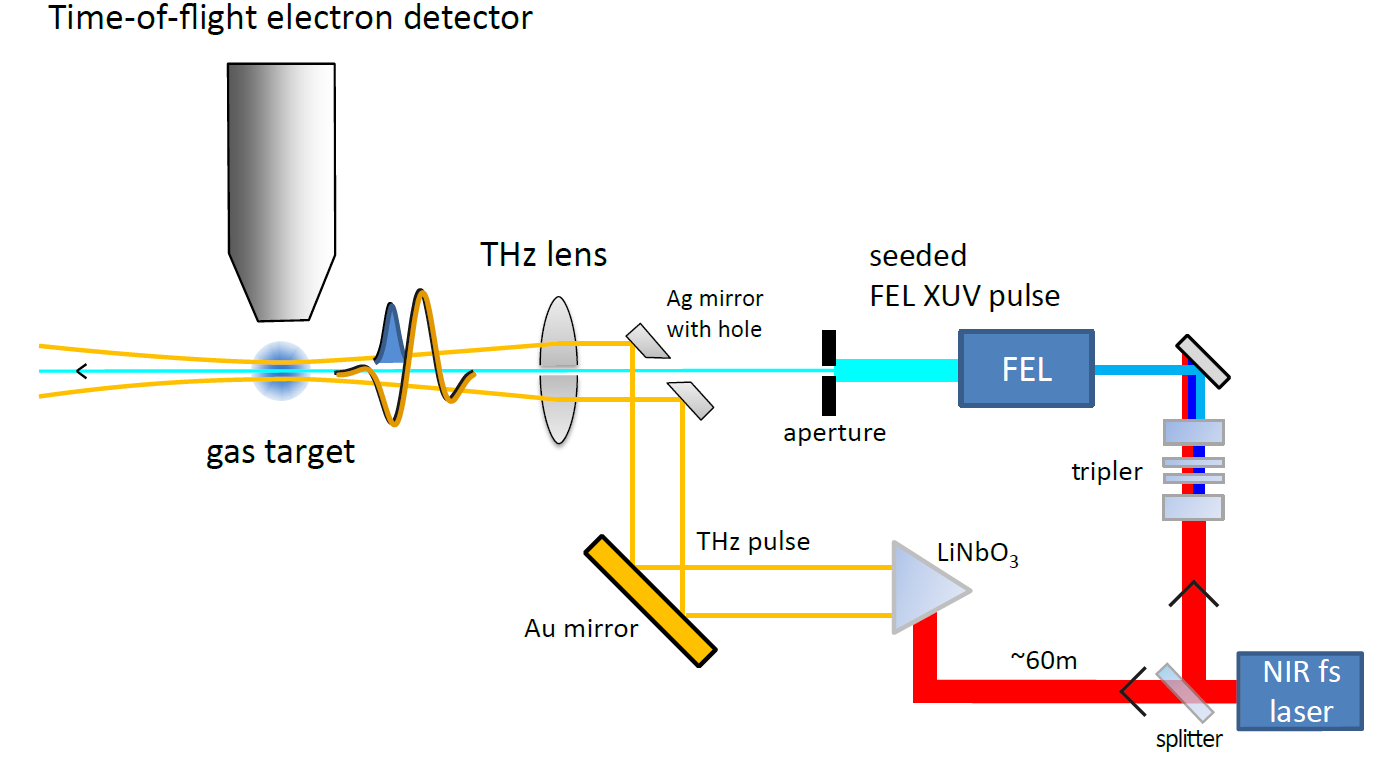 Time-of-flight electron detector
THz lens
seeded
FEL XUV pulse
Ag mirror
with hole
FEL
aperture
gas target
tripler
THz pulse
LiNbO₃
Au mirror
~60m
NIR fs
laser
splitter